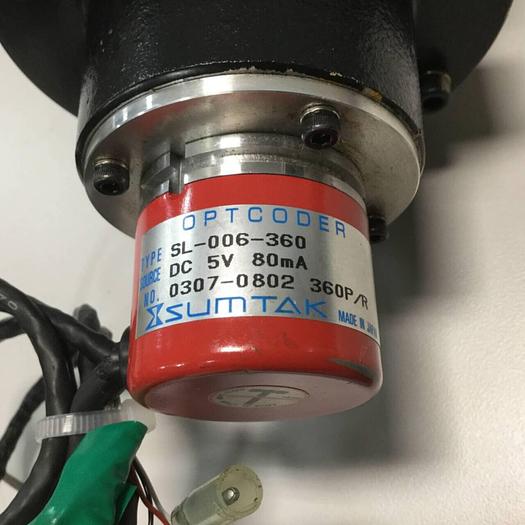 OPTCODER
TYPE SL-006-360
SOURCE DC 5V 80mA
NO. 0307-0802 360P/R
SUMTAK MADE IN JAPAN